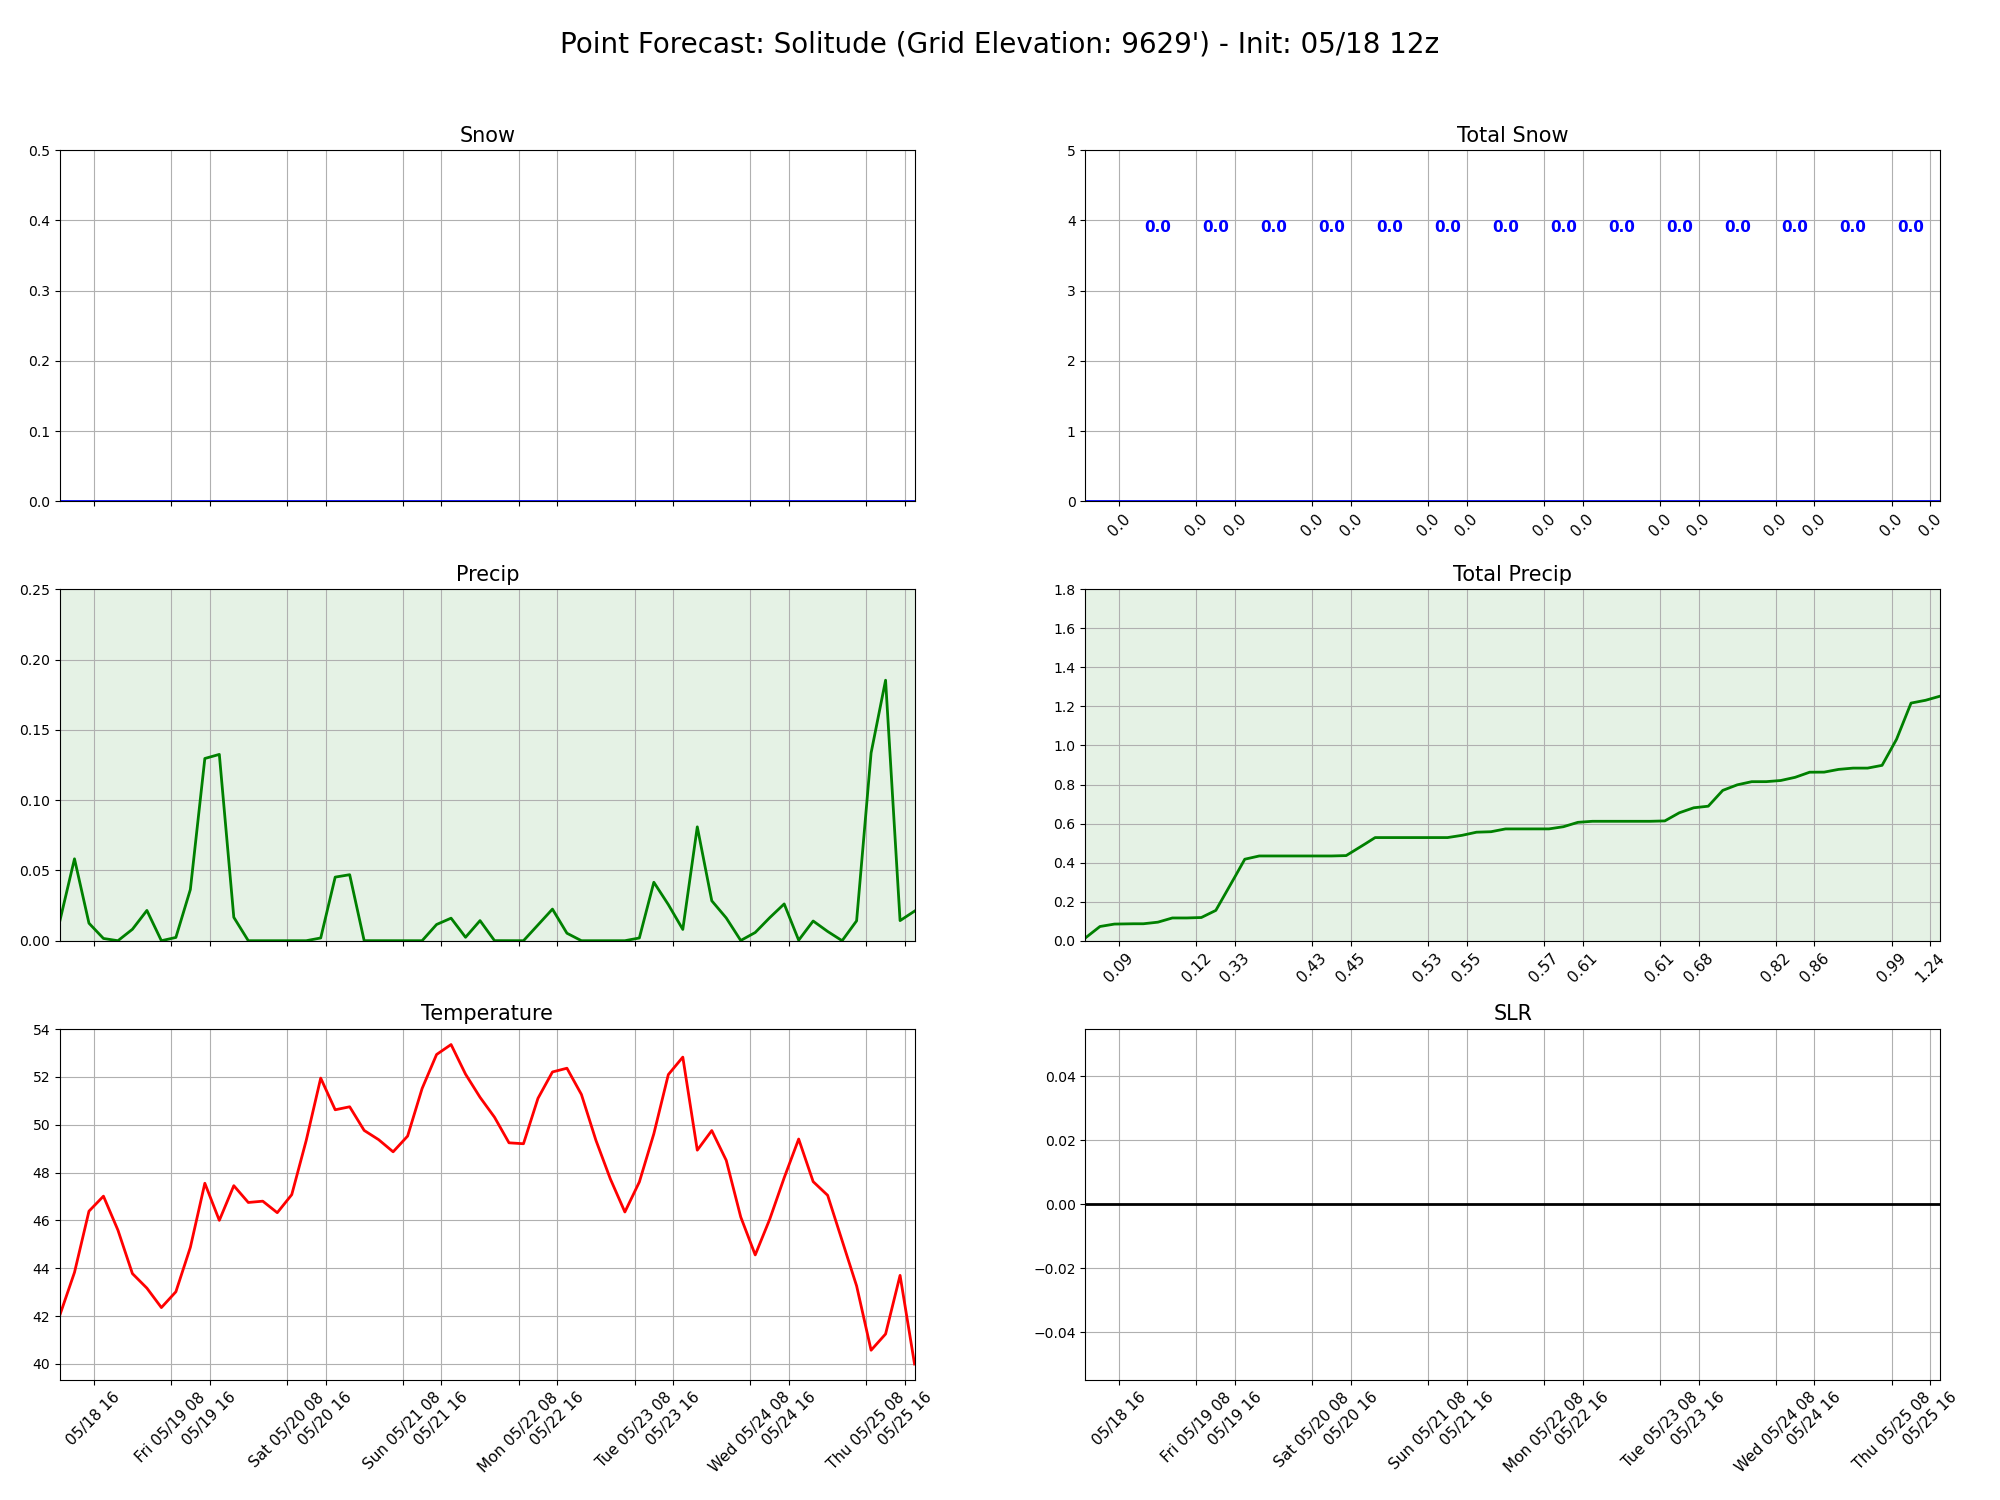 Point Forecast: Solitude (Grid Elevation: 9629') - Init: 05/18 12z
Snow
0.5
0.4
0.3
0.2
0.1
0.0
Total Snow
5
4
3
2
1
0
0.0 0.0 0.0 0.0 0.0 0.0 0.0 0.0 0.0 0.0 0.0 0.0 0.0 0.0
0.0 0.0 0.0 0.0 0.0 0.0 0.0 0.0 0.0 0.0 0.0 0.0 0.0 0.0 0.0
Precip
0.25
0.20
0.15
0.10
0.05
0.00
Total Precip
1.8
1.6
1.4
1.2
1.0
0.8
0.6
0.4
0.2
0.0
0.09 0.12 0.33 0.43 0.45 0.53 0.55 0.57 0.61 0.61 0.68 0.82 0.86 0.99 1.24
Temperature
54
52
50
48
46
44
42
40
05/18 16
Fri 05/19 08
05/19 16
Sat 05/20 08
05/20 16
Sun 05/21 08
05/21 16
Mon 05/22 08
05/22 16
Tue 05/23 08
05/23 16
Wed 05/24 08
05/24 16
Thu 05/25 08
05/25 16
SLR
0.04
0.02
0.00
−0.02
−0.04
05/18 16
Fri 05/19 08
05/19 16
Sat 05/20 08
05/20 16
Sun 05/21 08
05/21 16
Mon 05/22 08
05/22 16
Tue 05/23 08
05/23 16
Wed 05/24 08
05/24 16
Thu 05/25 08
05/25 16